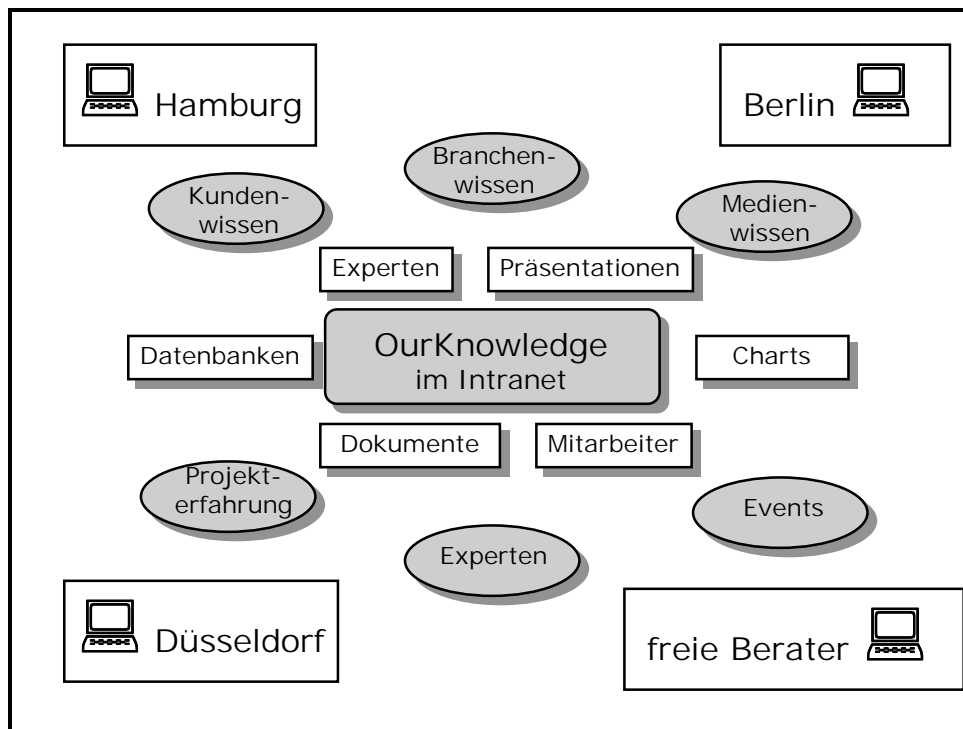 Hamburg
Berlin
Branchen-
wissen
Kunden-
wissen
Medien-
wissen
Experten
Präsentationen
Datenbanken
OurKnowledge
im Intranet
Charts
Dokumente
Mitarbeiter
Projekt-
erfahrung
Events
Experten
Düsseldorf
freie Berater